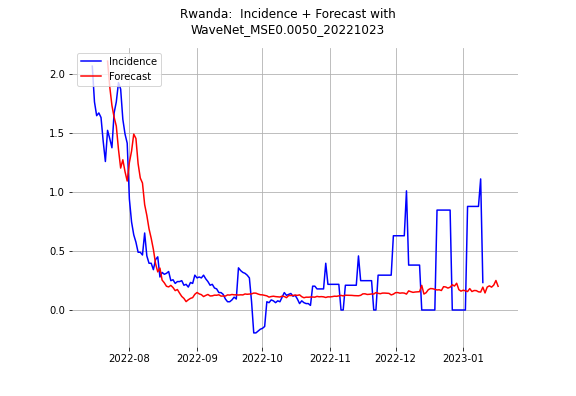 Rwanda:  Incidence + Forecast with
WaveNet_MSE0.0050_20221023
Incidence
Forecast
2.0
1.5
1.0
0.5
0.0
2022-08 2022-09 2022-10 2022-11 2022-12 2023-01